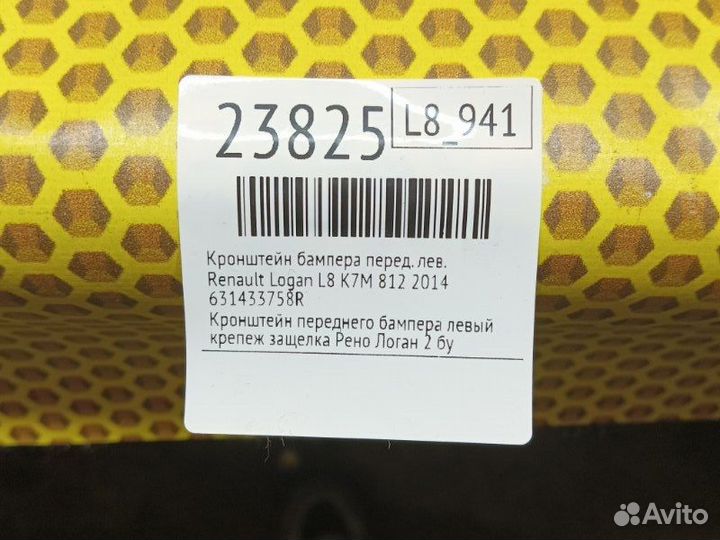 23825
L8_941
Кронштейн бампера перед. лев.
Renault Logan L8 K7M 812 2014
631433758R
Кронштейн переднего бампера левый
крепеж защелка Рено Логан 2 бу
Avito